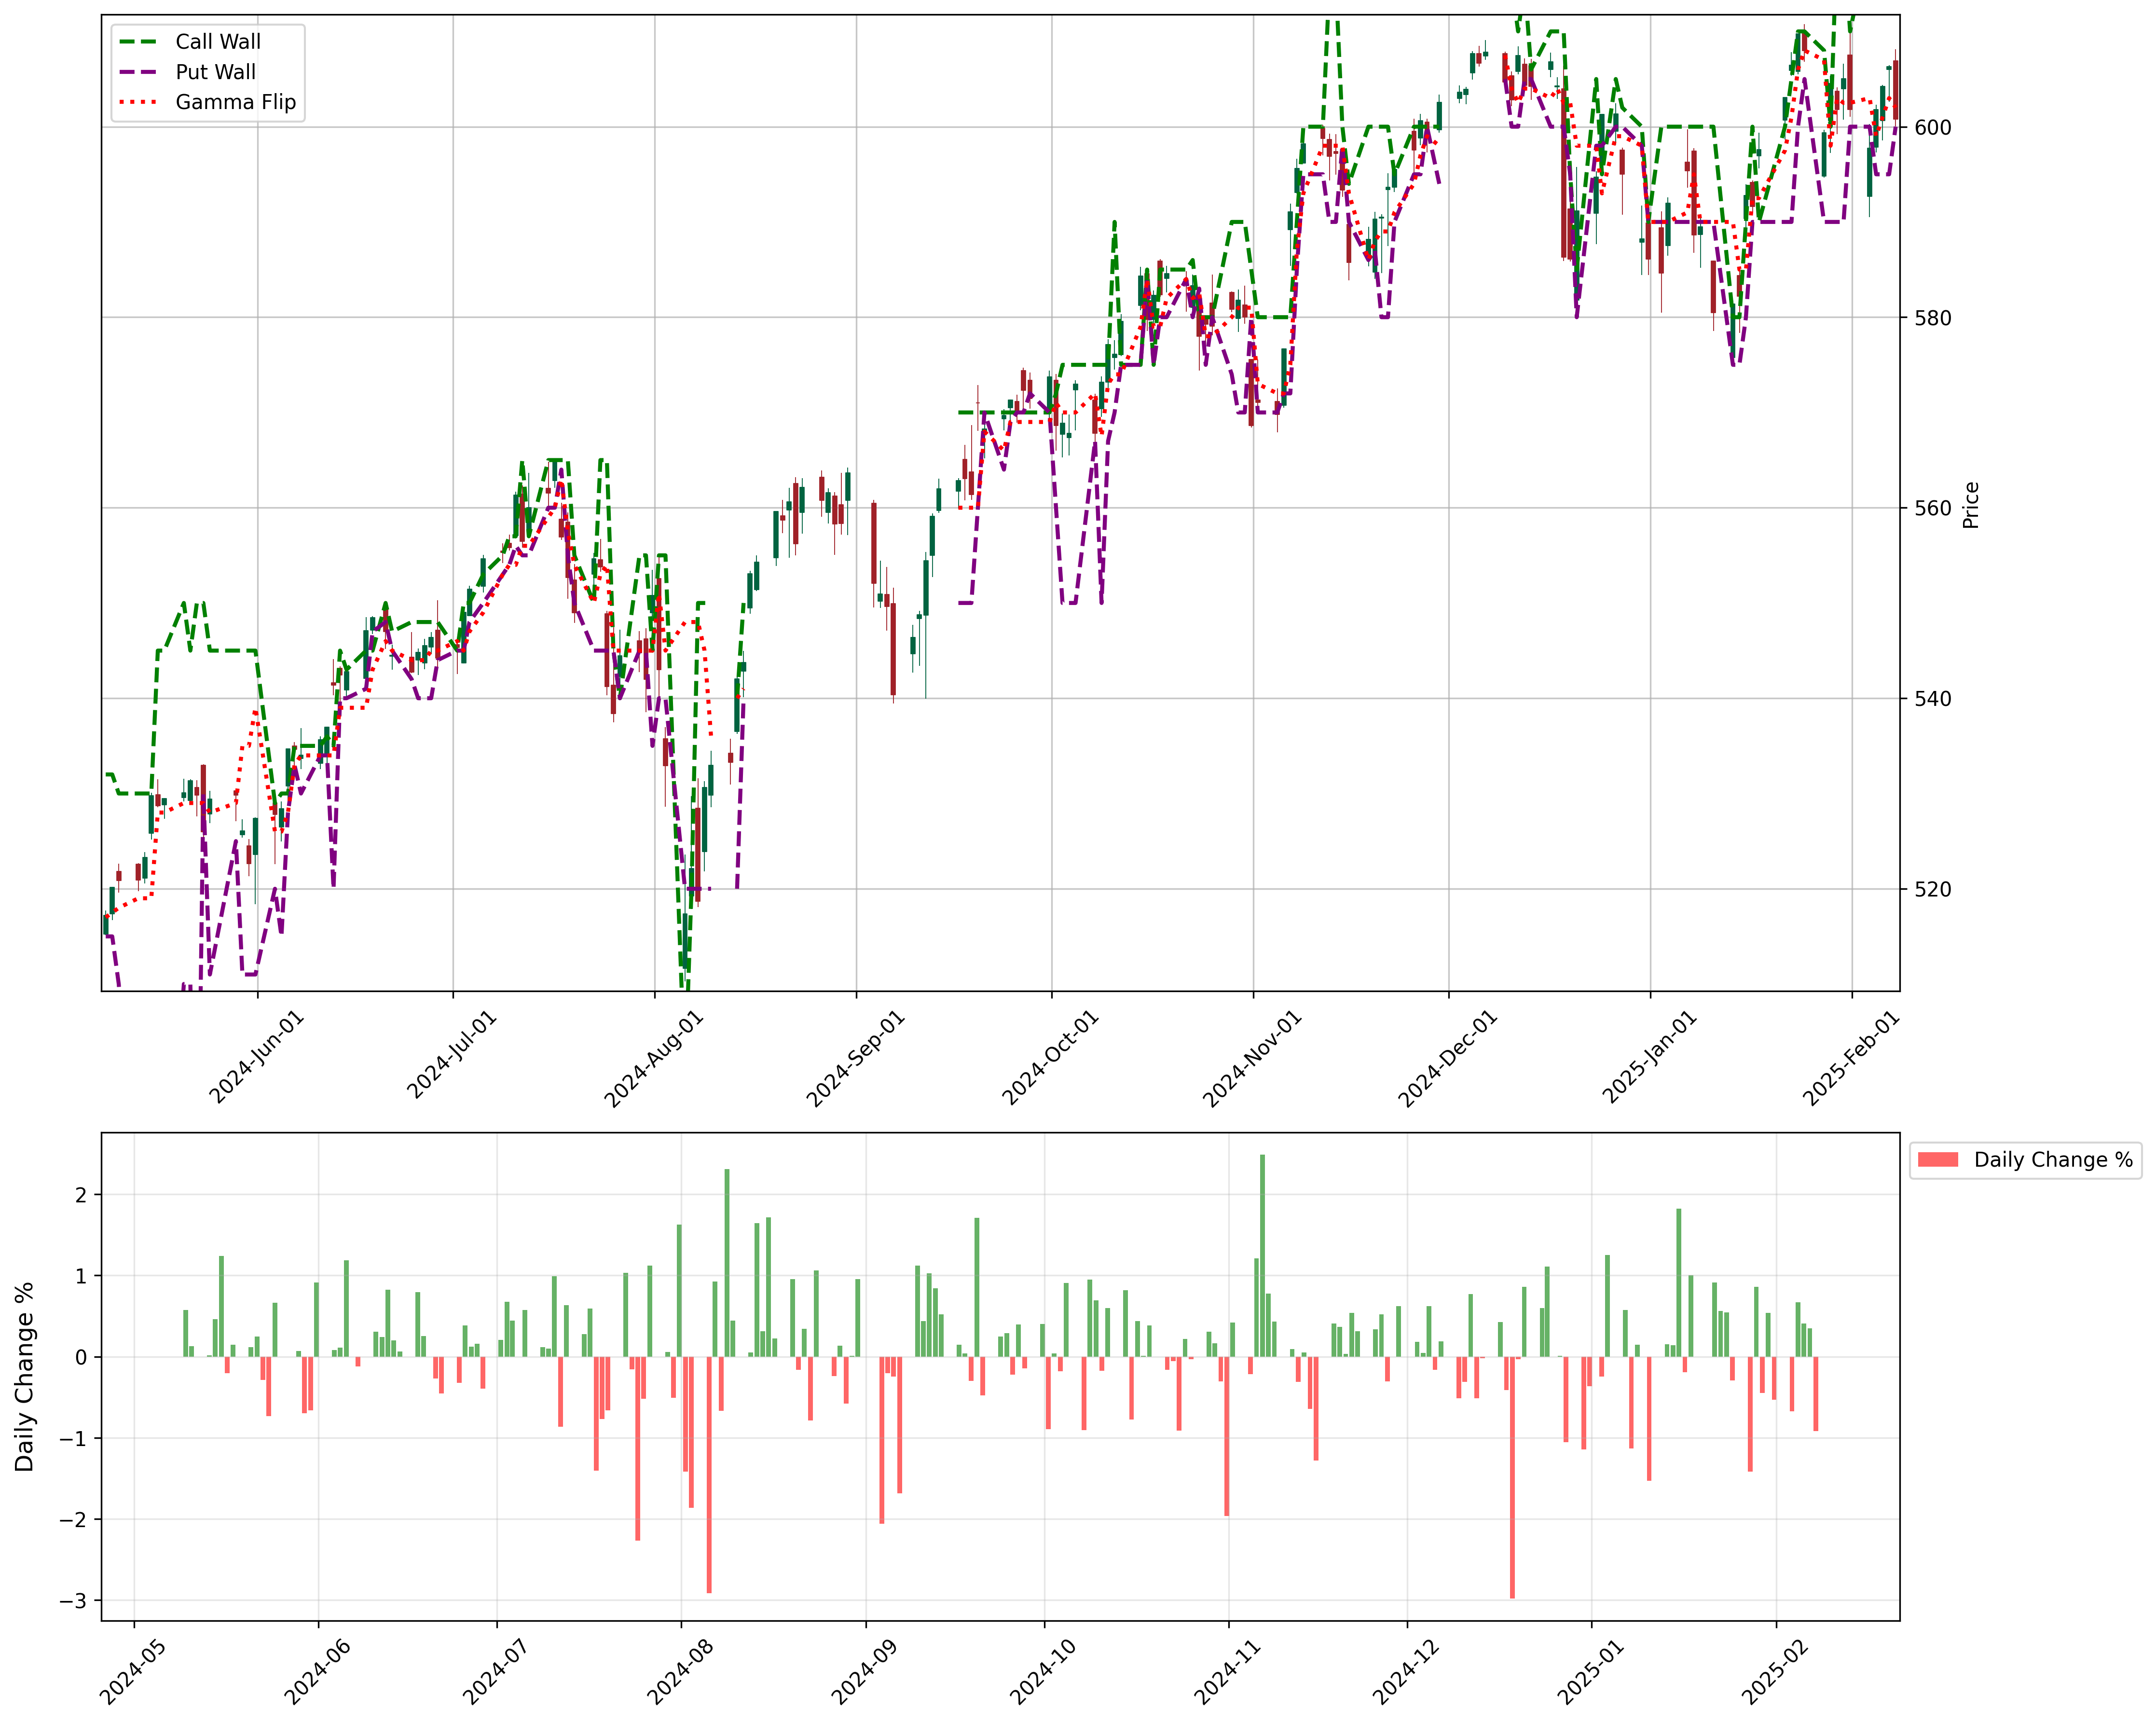 Call Wall
Put Wall
Gamma Flip
600
580
560
540
520
Price
2024-Jun-01
2024-Jul-01
2024-Aug-01
2024-Sep-01
2024-Oct-01
2024-Nov-01
2024-Dec-01
2025-Jan-01
2025-Feb-01
Daily Change %
2
1
0
−1
−2
−3
Daily Change %
2024-05
2024-06
2024-07
2024-08
2024-09
2024-10
2024-11
2024-12
2025-01
2025-02